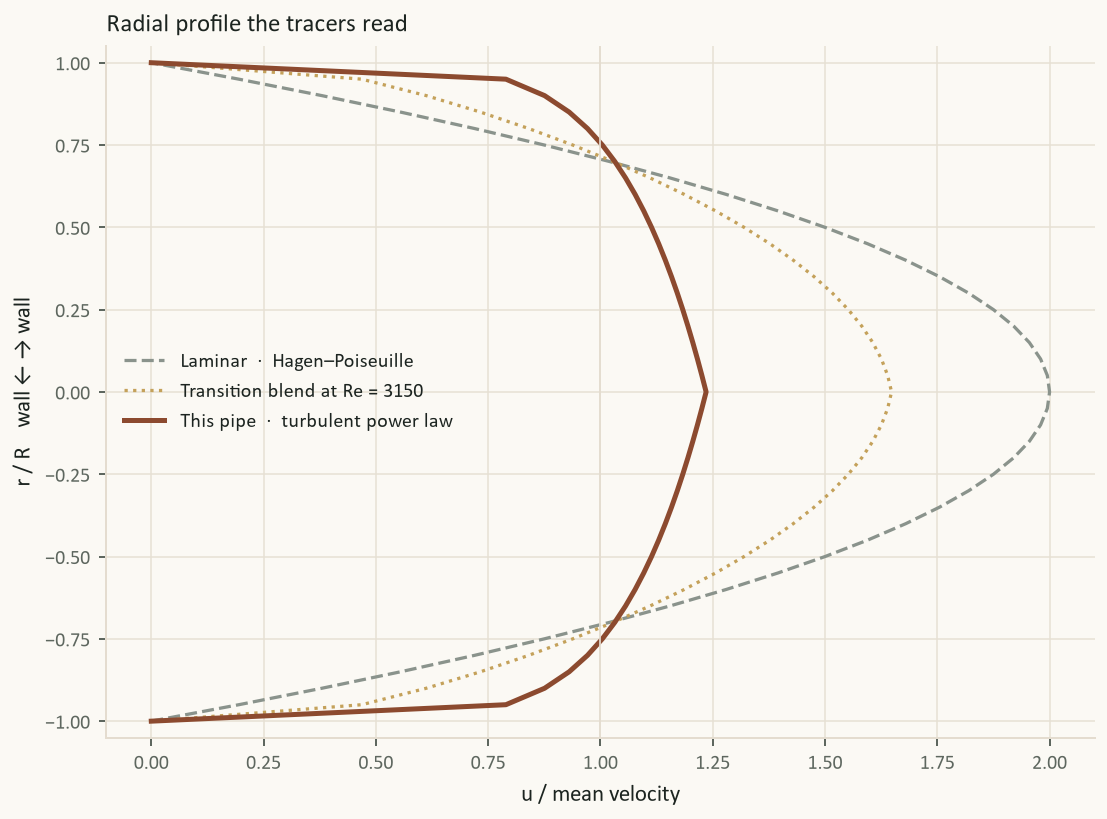 Radial profile the tracers read
r / R wall ← → wall
1.00
0.75
0.50
0.25
0.00
−0.25
−0.50
−0.75
−1.00
Laminar · Hagen–Poiseuille
Transition blend at Re = 3150
This pipe · turbulent power law
0.00 0.25 0.50 0.75 1.00 1.25 1.50 1.75 2.00
u / mean velocity